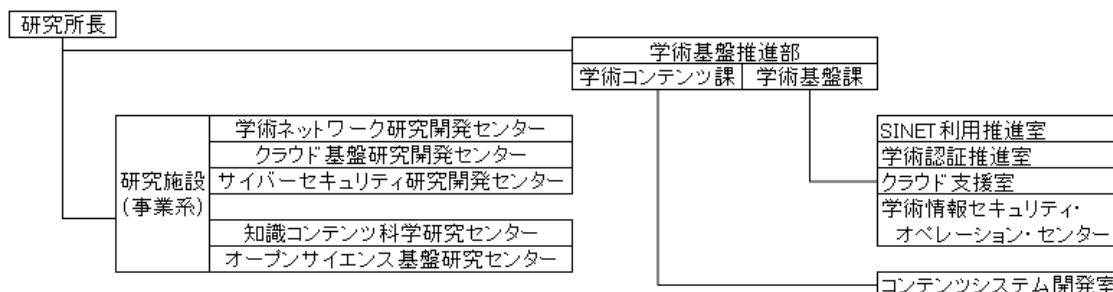 研究所長
学術基盤推進部
学術コンテンツ課
学術基盤課
研究施設
(事業系)
学術ネットワーク研究開発センター
クラウド基盤研究開発センター
サイバーセキュリティ研究開発センター
知識コンテンツ科学研究センター
オープンサイエンス基盤研究センター
SINET利用推進室
学術認証推進室
クラウド支援室
学術情報セキュリティ・
オペレーション・センター
コンテンツシステム開発室